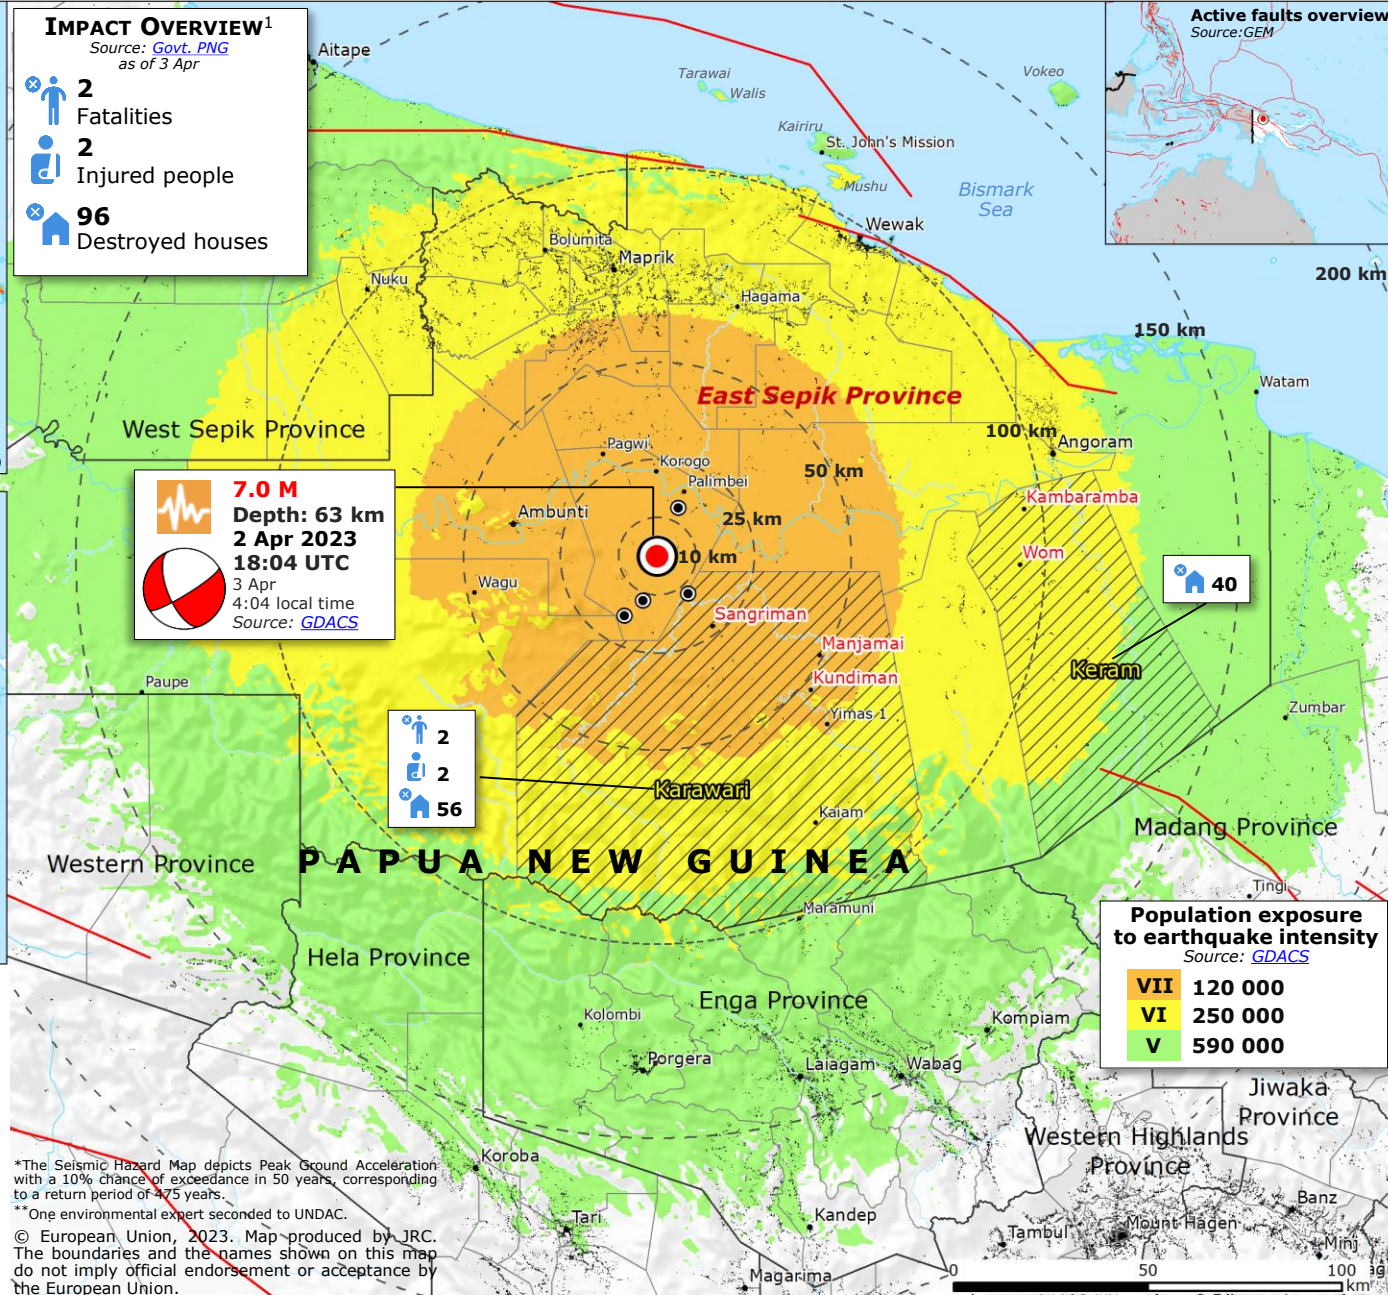 IMPACT OVERVIEW1
Source: Govt. PNG
as of 3 Apr
2
Fatalities
2
Injured people
96
Destroyed houses
Active faults overview
Source:GEM
Aitape
Tarawai
Walis
Vokeo
Kairiru
St. John's Mission
Mushu
Bismark
Sea
Wewak
Bolumita
Maprik
Nuku
Hagama
200 km
150 km
Watam
East Sepik Province
West Sepik Province
100 km
Angoram
Pagwi
Korogo
Palimbei
50 km
Kambaramba
7.0 M
Depth: 63 km
2 Apr 2023
18:04 UTC
3 Apr
4:04 local time
Source: GDACS
Ambunti
25 km
10 km
Wom
Wagu
40
Sangriman
Manjamai
Kundiman
Keram
Paupe
Yimas 1
Zumbar
2
2
56
Karawari
Kaiam
Madang Province
Western Province
PAPUA NEW GUINEA
Tingi
Maramuni
Population exposure
to earthquake intensity
Source: GDACS
VII 120 000
VI 250 000
V 590 000
Hela Province
Enga Province
Kolombi
Kompiam
Porgera
Laiagam
Wabag
Jiwaka
Province
Western Highlands
Province
Koroba
Tari
Kandep
Banz
Mount Hagen
Tambul
Minj
Magarima
0 50 100
km
*The Seismic Hazard Map depicts Peak Ground Acceleration
with a 10% chance of exceedance in 50 years, corresponding
to a return period of 475 years.
**One environmental expert seconded to UNDAC.
© European Union, 2023. Map produced by JRC.
The boundaries and the names shown on this map
do not imply official endorsement or acceptance by
the European Union.